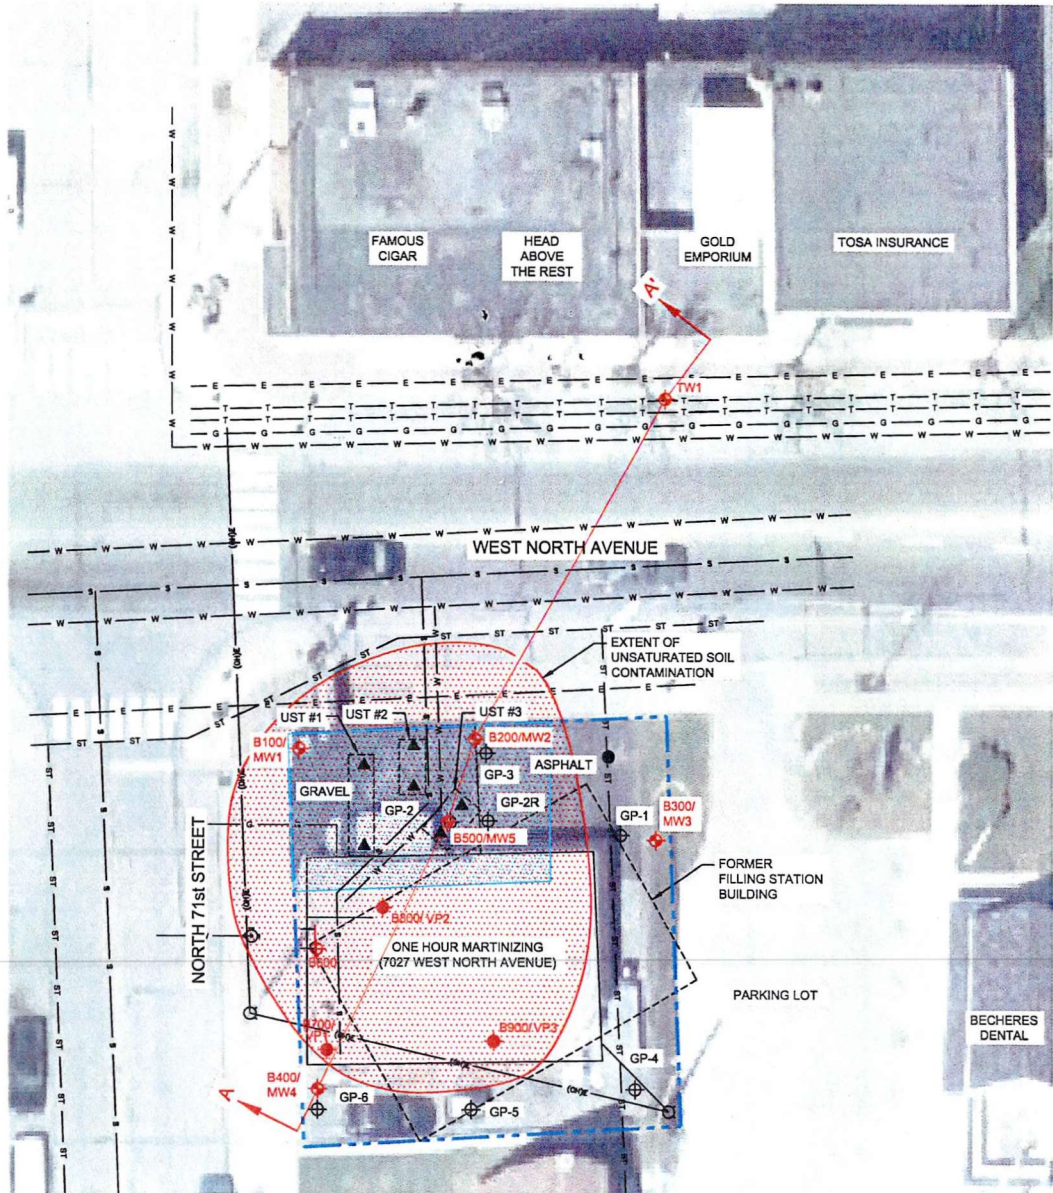 FAMOUS
CIGAR
HEAD
ABOVE
THE REST
GOLD
EMPORIUM
TOSA INSURANCE
A'
TW1
WEST NORTH AVENUE
EXTENT OF
UNSATURATED SOIL
CONTAMINATION
UST #1
UST #2
UST #3
B100/
MW1
B200/MW2
GP-3
ASPHALT
GRAVEL
GP-2
GP-2R
GP-1
B300/
MW3
B500/MW5
FORMER
FILLING STATION
BUILDING
NORTH 71st STREET
B800/VP2
ONE HOUR MARTINIZING
(7027 WEST NORTH AVENUE)
PARKING LOT
BECHERES
DENTAL
B700/
B900/VP3
GP-4
B400/
MW4
A
GP-6
GP-5